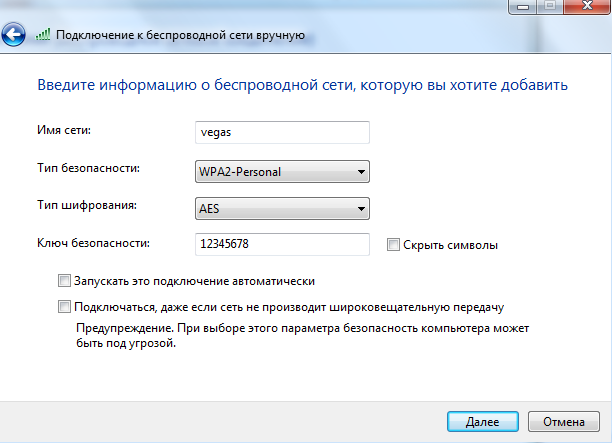 Подключение к беспроводной сети вручную
Введите информацию о беспроводной сети, которую вы хотите добавить
Имя сети: vegas
Тип безопасности: WPA2-Personal
Тип шифрования: AES
Ключ безопасности: 12345678 Скрыть символы
Запускать это подключение автоматически
Подключаться, даже если сеть не производит широковещательную передачу
Предупреждение. При выборе этого параметра безопасность компьютера может
быть под угрозой.
Далее Отмена